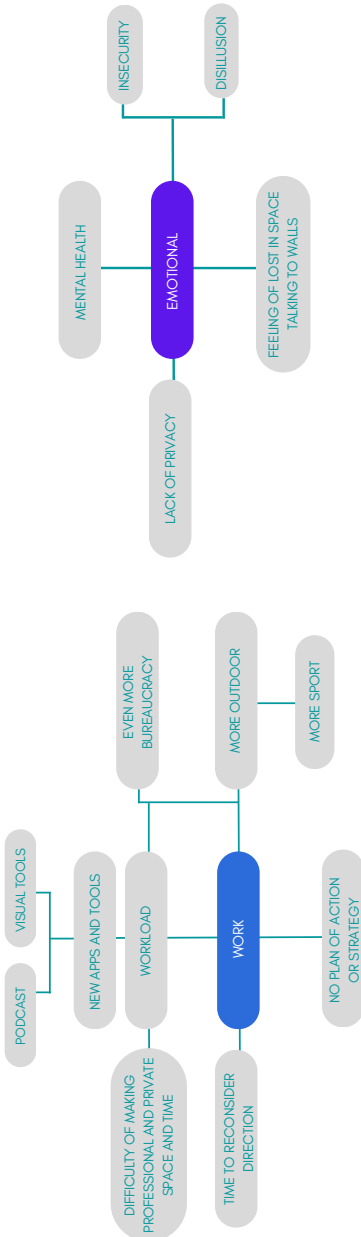 PODCAST
VISUAL TOOLS
NEW APPS AND TOOLS
DIFFICULTY OF MAKING
PROFESSIONAL AND PRIVATE
SPACE AND TIME
WORKLOAD
EVEN MORE
BUREAUCRACY
TIME TO RECONSIDER
DIRECTION
WORK
MORE OUTDOOR
NO PLAN OF ACTION
OR STRATEGY
MORE SPORT
MENTAL HEALTH
INSECURITY
LACK OF PRIVACY
EMOTIONAL
DISILLUSION
FEELING OF LOST IN SPACE
TALKING TO WALLS